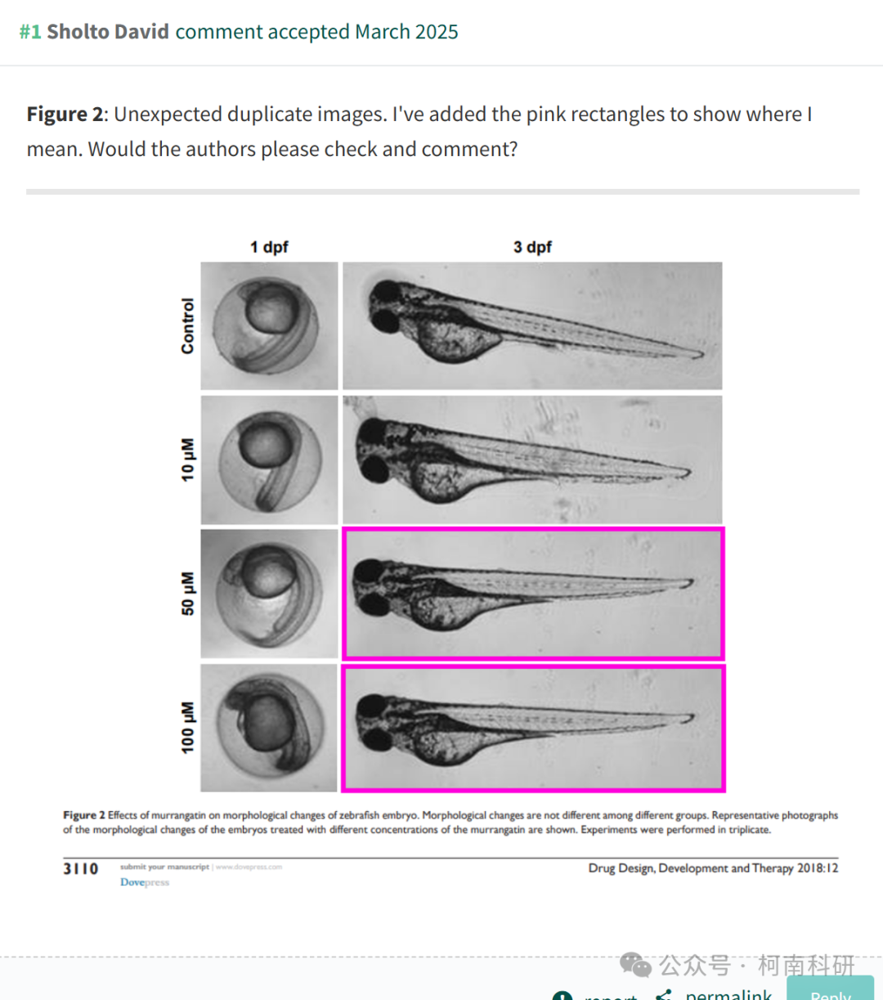 #1 Sholto David comment accepted March 2025
Figure 2: Unexpected duplicate images. I've added the pink rectangles to show where I
mean. Would the authors please check and comment?
1 dpf
3 dpf
Control
10 µM
50 µM
100 µM
Figure 2 Effects of murrangatin on morphological changes of zebrafish embryo. Morphological changes are not different among different groups. Representative photographs
of the morphological changes of the embryos treated with different concentrations of the murrangatin are shown. Experiments were performed in triplicate.
3110
submit your manuscript | www.dovepress.com
Dovepress
Drug Design, Development and Therapy 2018:12
公众号 · 柯南科研
report
permalink
Reply